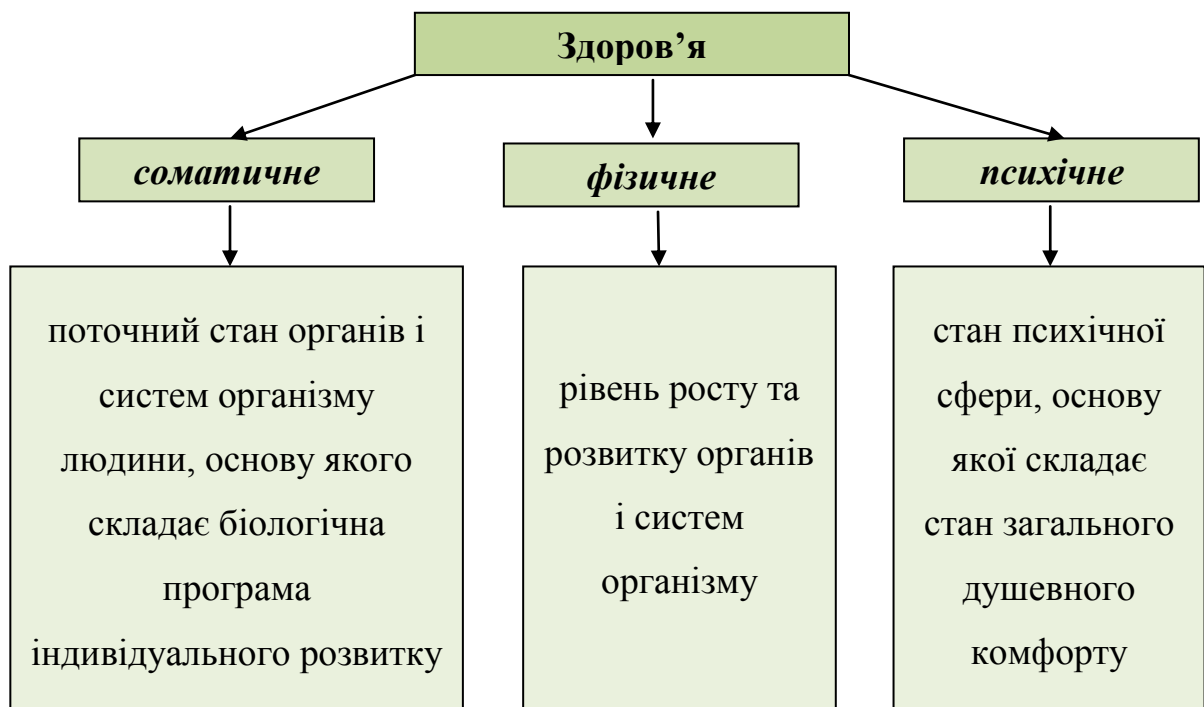 Здоров’я
соматичне
фізичне
психічне
поточний стан органів і
систем організму
людини, основу якого
складає біологічна
програма
індивідуального розвитку
рівень росту та
розвитку органів
і систем
організму
стан психічної
сфери, основу
якої складає
стан загального
душевного
комфорту